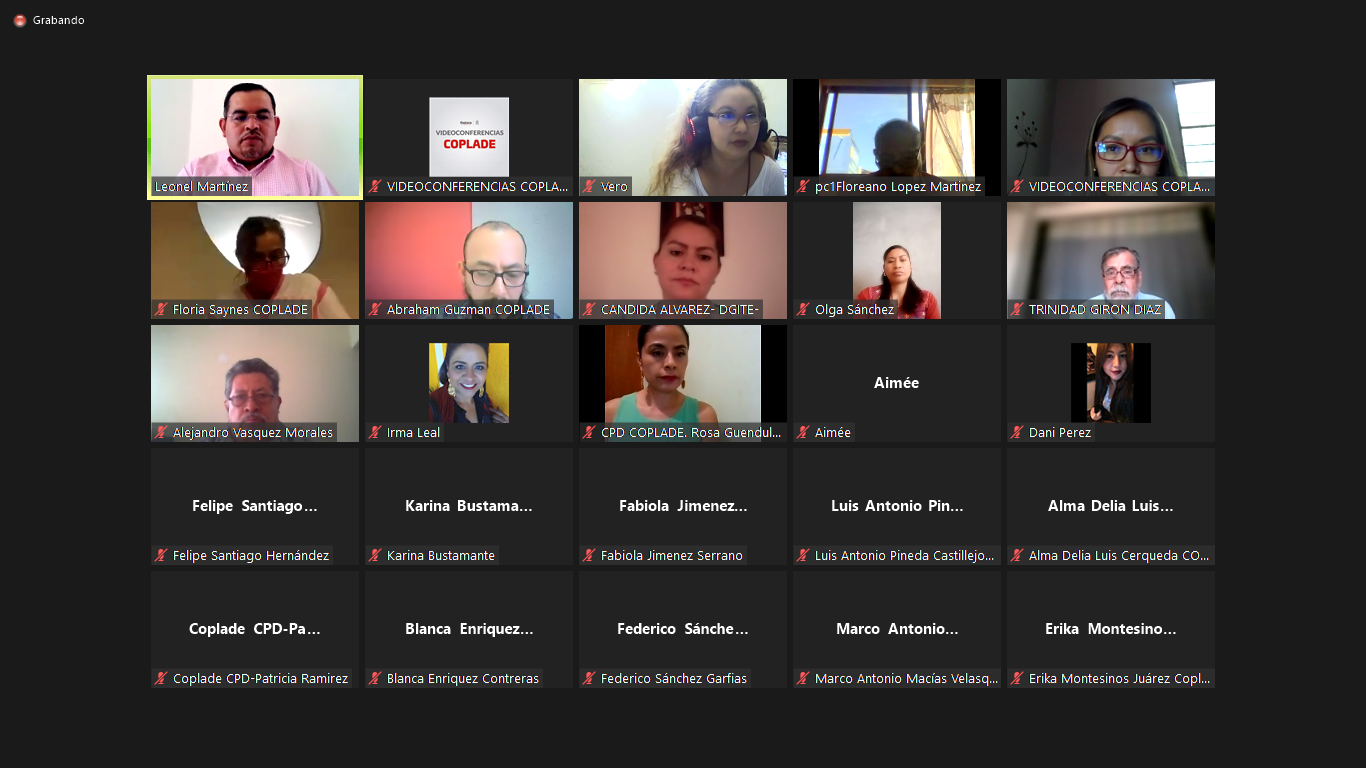 Grabando
Leonel Martínez
VIDEOCONFERENCIAS
COPLADE
VIDEOCONFERENCIAS COPLA...
Vero
pc1Floreano Lopez Martinez
VIDEOCONFERENCIAS COPLA...
Floria Saynes COPLADE
Abraham Guzman COPLADE
CANDIDA ALVAREZ- DGITE-
Olga Sánchez
TRINIDAD GIRON DIAZ
Alejandro Vasquez Morales
Irma Leal
CPD COPLADE. Rosa Guendul...
Aimée
Aimée
Dani Perez
Felipe Santiago...
Felipe Santiago Hernández
Karina Bustama...
Karina Bustamante
Fabiola Jimenez...
Fabiola Jimenez Serrano
Luis Antonio Pin...
Luis Antonio Pineda Castillejo...
Alma Delia Luis...
Alma Delia Luis Cerqueda CO...
Coplade CPD-Pa...
Coplade CPD-Patricia Ramirez
Blanca Enriquez...
Blanca Enriquez Contreras
Federico Sánche...
Federico Sánchez Garfias
Marco Antonio...
Marco Antonio Macías Velasq...
Erika Montesino...
Erika Montesinos Juárez Copl...